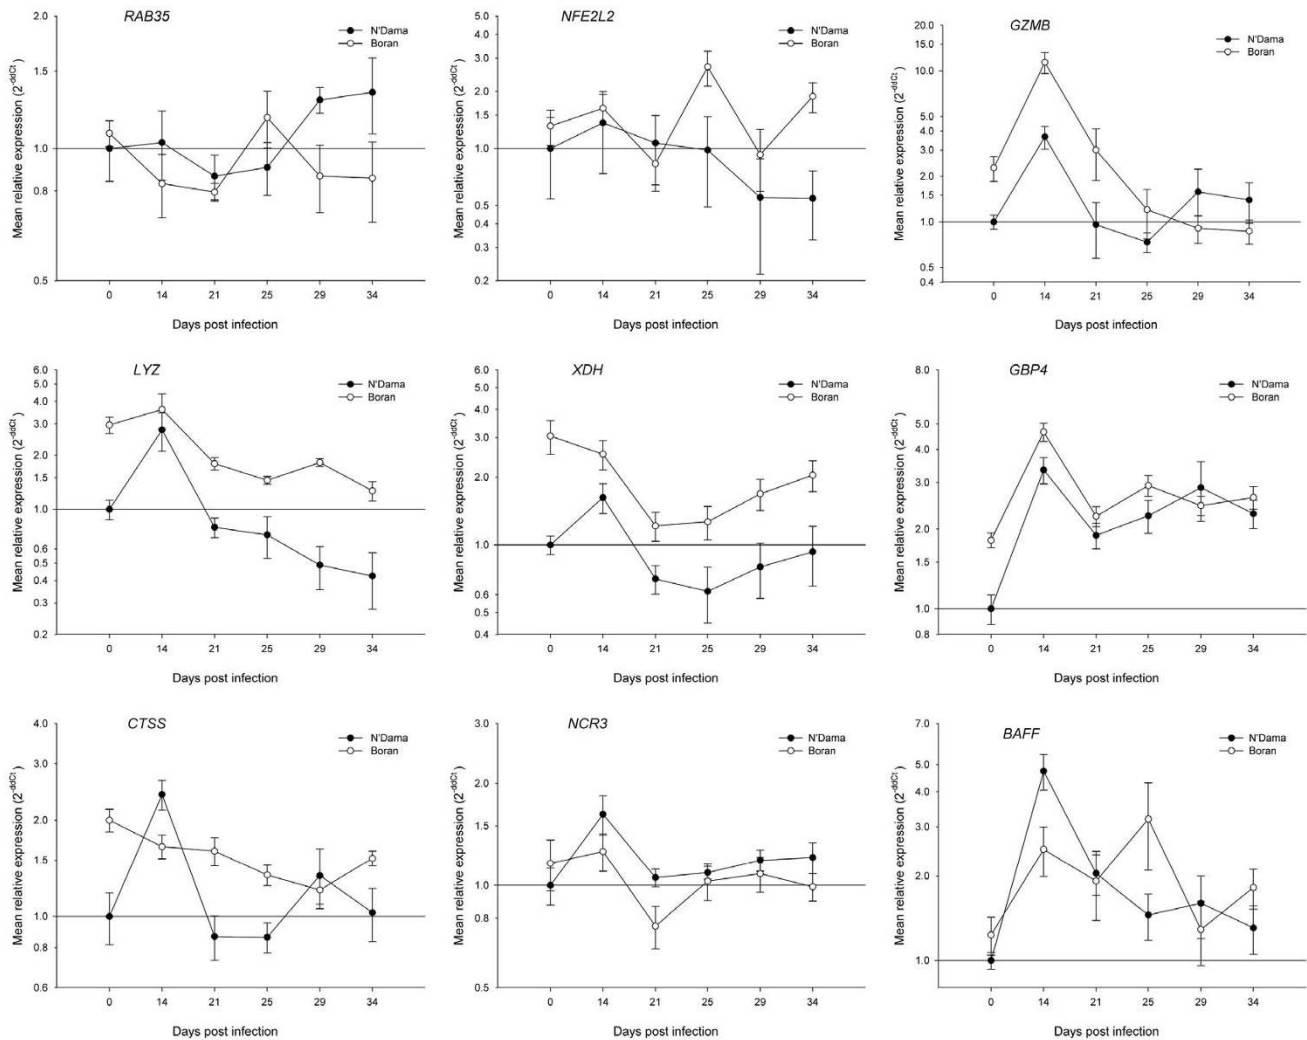 RAB35
N'Dama
Boran
Mean relative expression (2^-ddCt)
2.0
1.5
1.0
0.8
0.5
0 14 21 25 29 34
Days post infection
NFE2L2
N'Dama
Boran
Mean relative expression (2^-ddCt)
5.0
3.0
2.0
1.5
1.0
0.5
0.3
0.2
0 14 21 25 29 34
Days post infection
GZMB
N'Dama
Boran
Mean relative expression (2^-ddCt)
20.0
15.0
10.0
5.0
4.0
3.0
2.0
1.5
1.0
0.5
0.4
0 14 21 25 29 34
Days post infection
LYZ
N'Dama
Boran
Mean relative expression (2^-ddCt)
6.0
5.0
4.0
3.0
2.0
1.5
1.0
0.6
0.5
0.4
0.3
0.2
0 14 21 25 29 34
Days post infection
XDH
N'Dama
Boran
Mean relative expression (2^-ddCt)
6.0
5.0
4.0
3.0
2.0
1.0
0.6
0.5
0.4
0 14 21 25 29 34
Days post infection
GBP4
N'Dama
Boran
Mean relative expression (2^-ddCt)
8.0
5.0
4.0
3.0
2.0
1.5
1.0
0.8
0 14 21 25 29 34
Days post infection
CTSS
N'Dama
Boran
Mean relative expression (2^-ddCt)
4.0
3.0
2.0
1.5
1.0
0.8
0.6
0 14 21 25 29 34
Days post infection
NCR3
N'Dama
Boran
Mean relative expression (2^-ddCt)
3.0
2.0
1.5
1.0
0.8
0.5
0 14 21 25 29 34
Days post infection
BAFF
N'Dama
Boran
Mean relative expression (2^-ddCt)
7.0
5.0
3.0
2.0
1.0
0 14 21 25 29 34
Days post infection